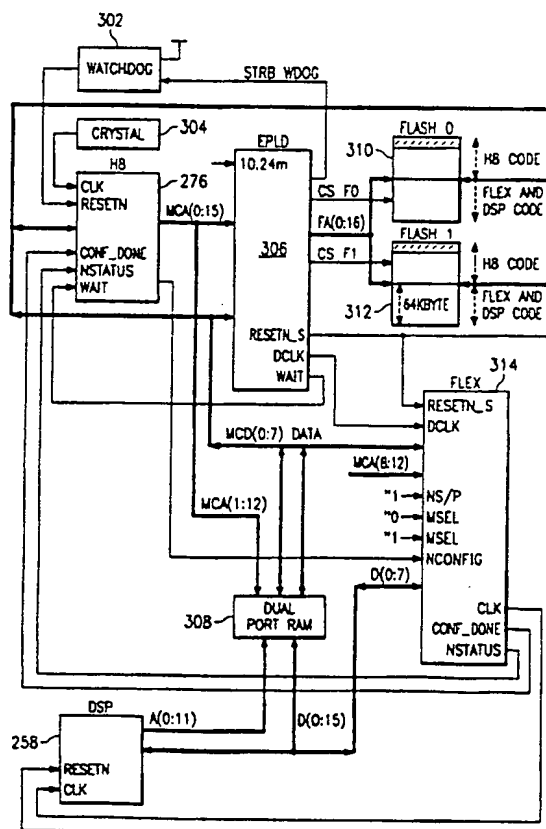 302
WATCHDOG
STRB WDOG
CRYSTAL
304
EPLD
FLASH 0
310
H8 CODE
FLEX AND
DSP CODE
H8
276
CLK
RESETN
CONF_DONE
NSTATUS
WAIT
MCA(0:15)
10.24m
306
CS F0
FA(0:16)
CS F1
FLASH 1
312
64KBYTE
H8 CODE
FLEX AND
DSP CODE
RESETN_S
DCLK
WAIT
FLEX
314
RESETN_S
DCLK
MCD(0:7) DATA
MCA(8:12)
"1
NS/P
"0
MSEL
"1
MSEL
NCONFIG
MCA(1:12)
D(0:7)
308
DUAL
PORT RAM
CLK
CONF_DONE
NSTATUS
DSP
258
RESETN
CLK
A(0:11)
D(0:15)